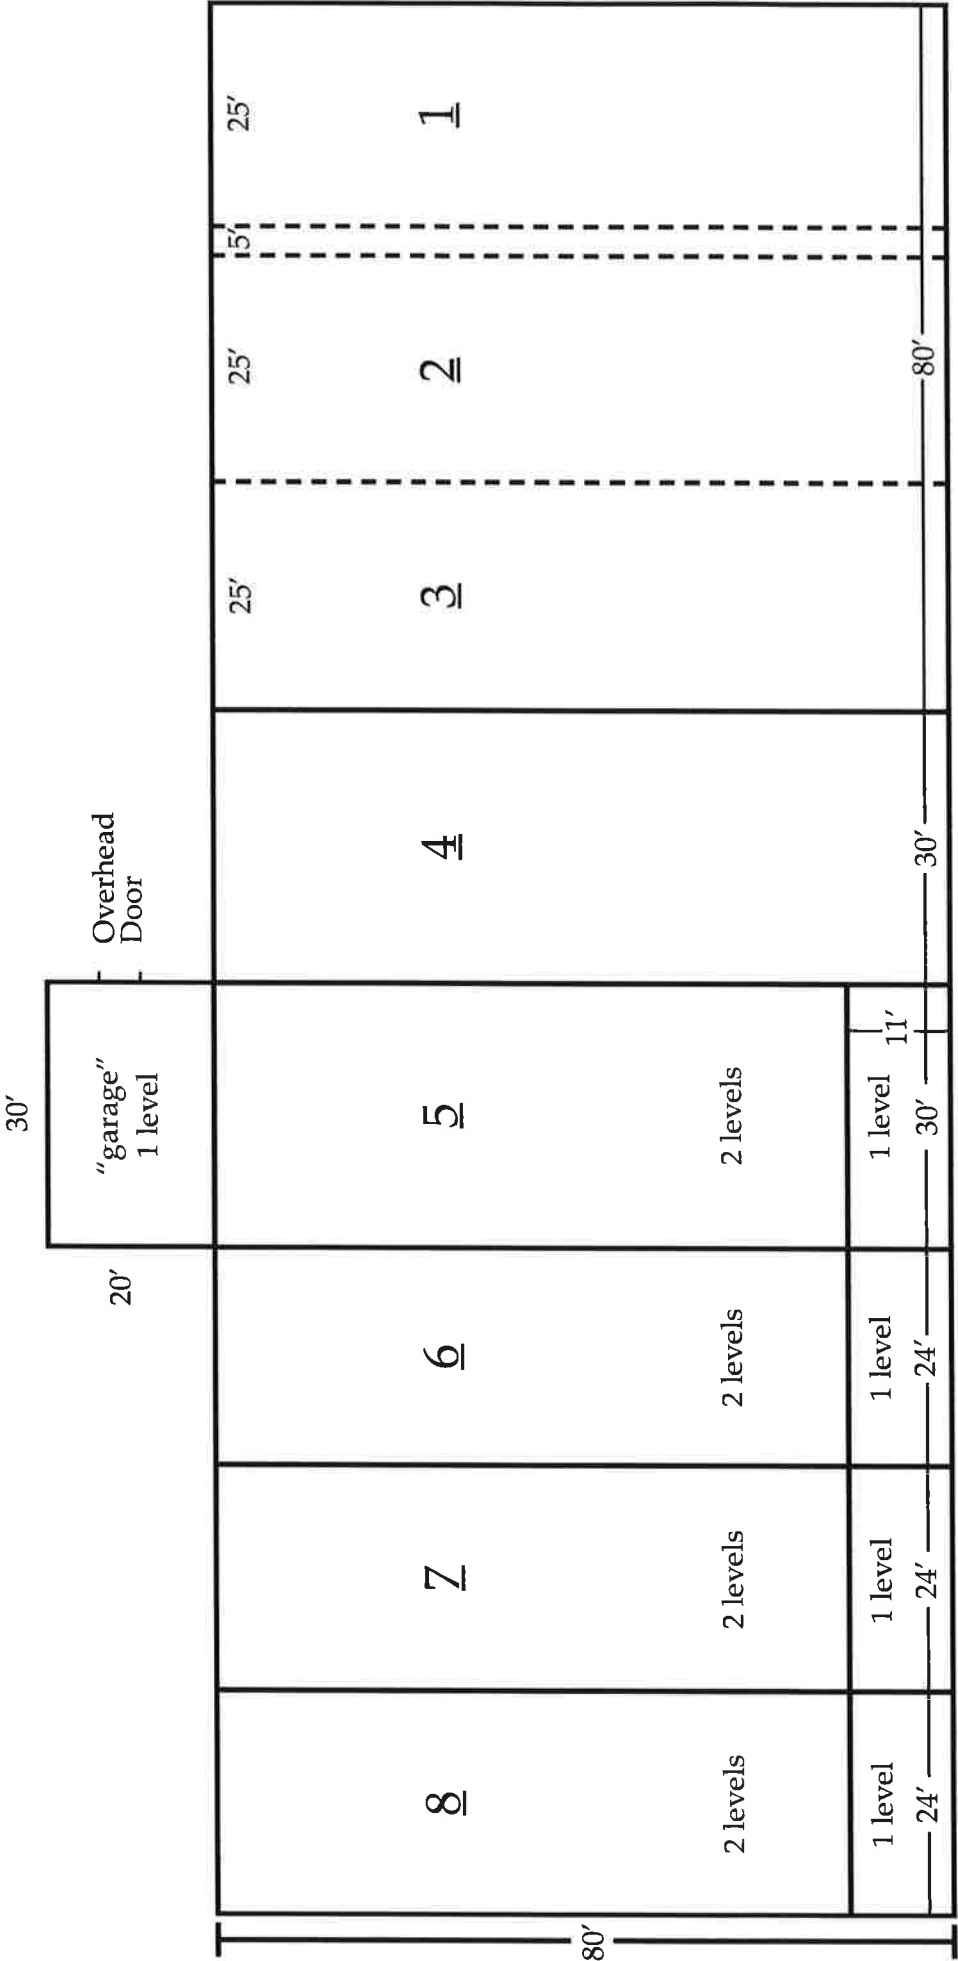 30′
"garage"
1 level
20′
Overhead
Door
8
7
6
5
4
3
2
1
25′
25′
5′
25′
2 levels
2 levels
2 levels
2 levels
1 level
1 level
1 level
1 level
11′
24′
24′
24′
30′
30′
80′
80′